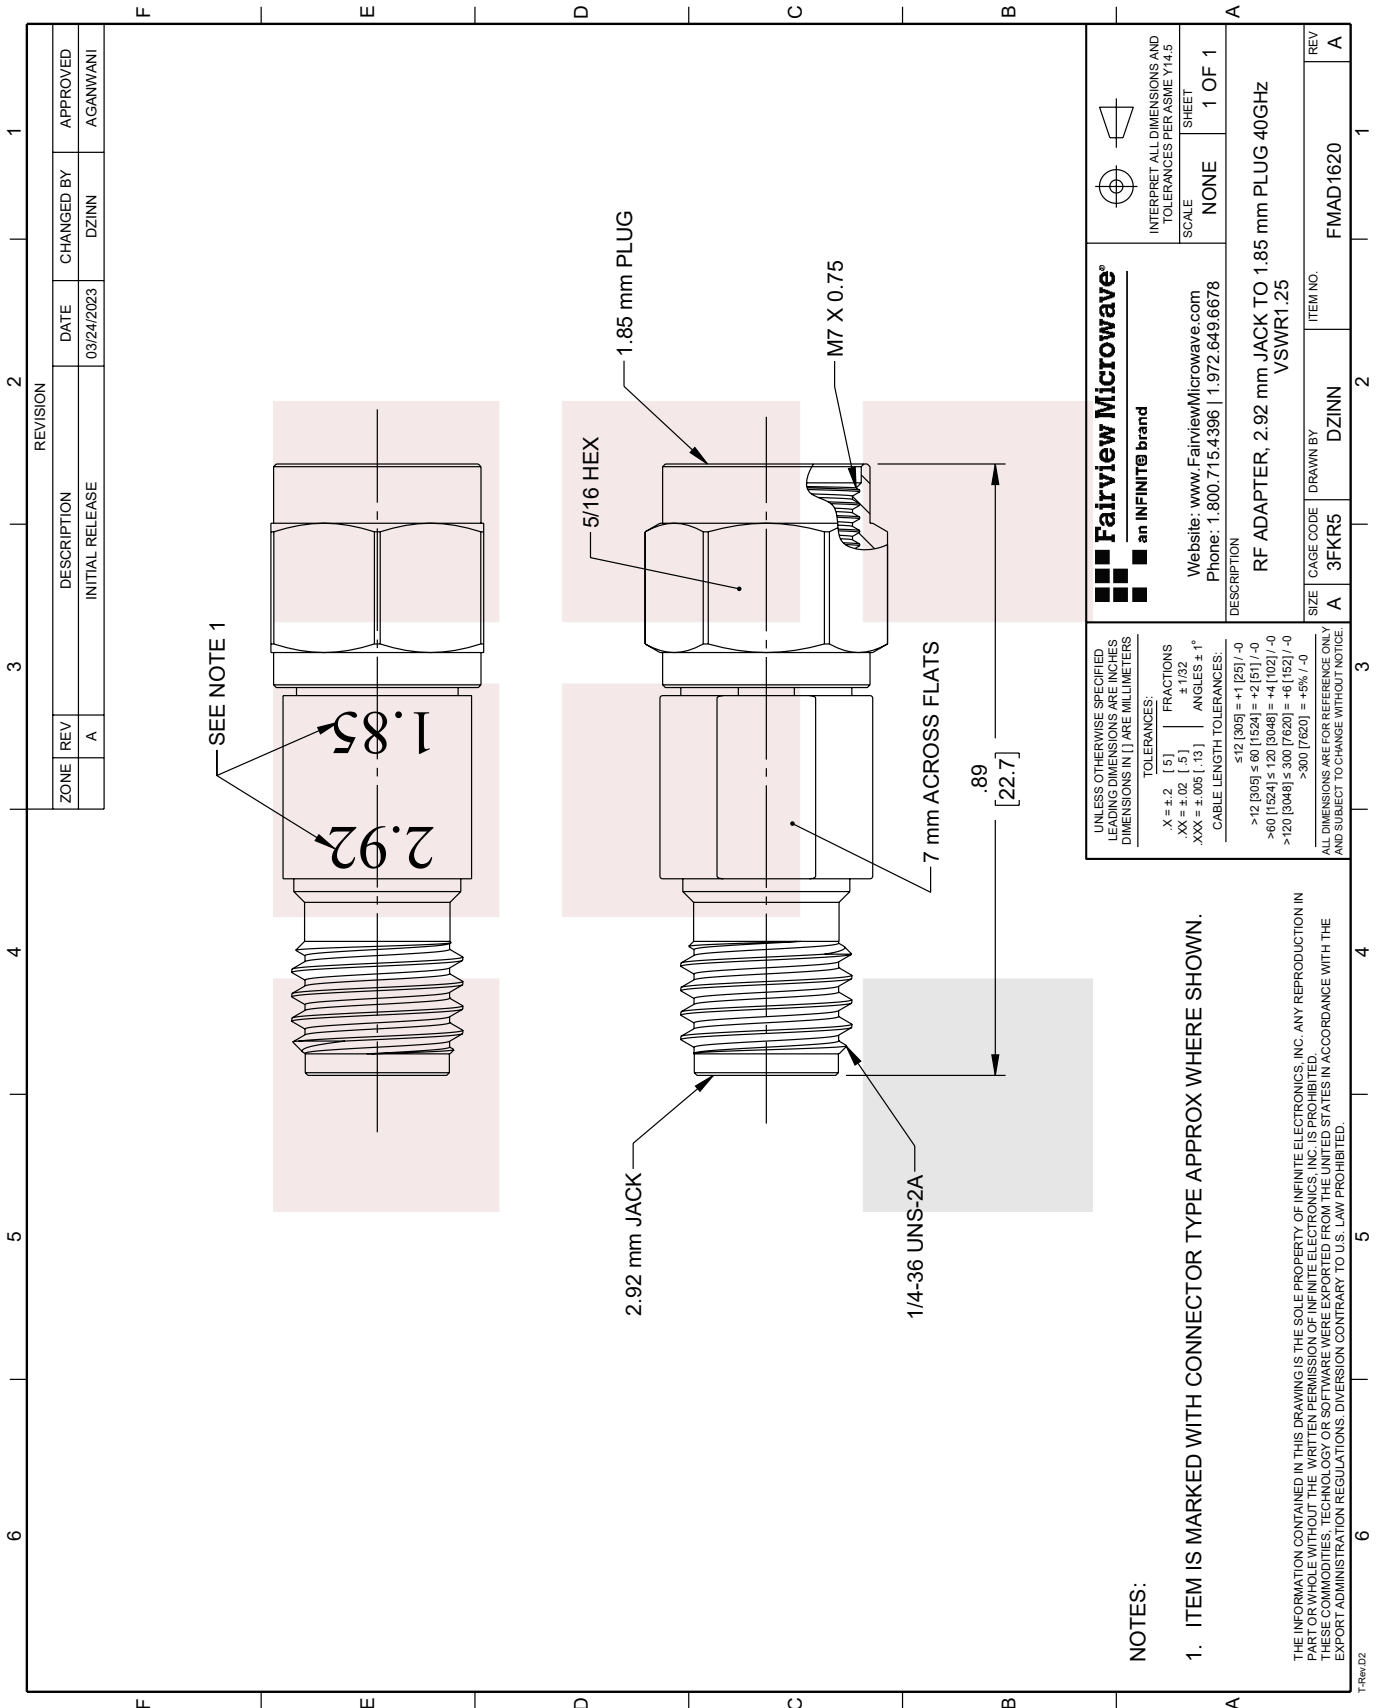 6
5
4
3
2
1
F
E
D
C
B
A
REVISION
ZONE REV DESCRIPTION DATE CHANGED BY APPROVED
A INITIAL RELEASE 03/24/2023 DZINN AGANWANI
SEE NOTE 1
2.92
1.85
2.92 mm JACK
1/4-36 UNS-2A
7 mm ACROSS FLATS
5/16 HEX
1.85 mm PLUG
M7 X 0.75
.89
[22.7]
NOTES:
1. ITEM IS MARKED WITH CONNECTOR TYPE APPROX WHERE SHOWN.
THE INFORMATION CONTAINED IN THIS DRAWING IS THE SOLE PROPERTY OF INFINITE ELECTRONICS, INC. ANY REPRODUCTION IN
PART OR WHOLE WITHOUT THE WRITTEN PERMISSION OF INFINITE ELECTRONICS, INC. IS PROHIBITED.
THESE COMMODITIES, TECHNOLOGY OR SOFTWARE WERE EXPORTED FROM THE UNITED STATES IN ACCORDANCE WITH THE
EXPORT ADMINISTRATION REGULATIONS. DIVERSION CONTRARY TO U.S. LAW PROHIBITED.
UNLESS OTHERWISE SPECIFIED
LEADING DIMENSIONS ARE INCHES
DIMENSIONS IN [ ] ARE MILLIMETERS
TOLERANCES:
.X = ±.2 [ 5 ] FRACTIONS
.XX = ±.02 [ .5 ] ± 1/32
.XXX = ±.005 [ .13 ] ANGLES ± 1°
CABLE LENGTH TOLERANCES:
≤12 [305] = +1 [25] / -0
>12 [305] ≤ 60 [1524] = +2 [51] / -0
>60 [1524] ≤ 120 [3048] = +4 [102] / -0
>120 [3048] ≤ 300 [7620] = +6 [152] / -0
>300 [7620] = +5% / -0
ALL DIMENSIONS ARE FOR REFERENCE ONLY
AND SUBJECT TO CHANGE WITHOUT NOTICE.
Fairview Microwave®
an INFINITE brand
Website: www.FairviewMicrowave.com
Phone: 1.800.715.4396 | 1.972.649.6678
INTERPRET ALL DIMENSIONS AND
TOLERANCES PER ASME Y14.5
SCALE SHEET
NONE 1 OF 1
DESCRIPTION
RF ADAPTER, 2.92 mm JACK TO 1.85 mm PLUG 40GHz
VSWR1.25
SIZE CAGE CODE DRAWN BY ITEM NO. REV
A 3FKR5 DZINN FMAD1620 A
T-Rev.D2
6
5
4
3
2
1
F
E
D
C
B
A